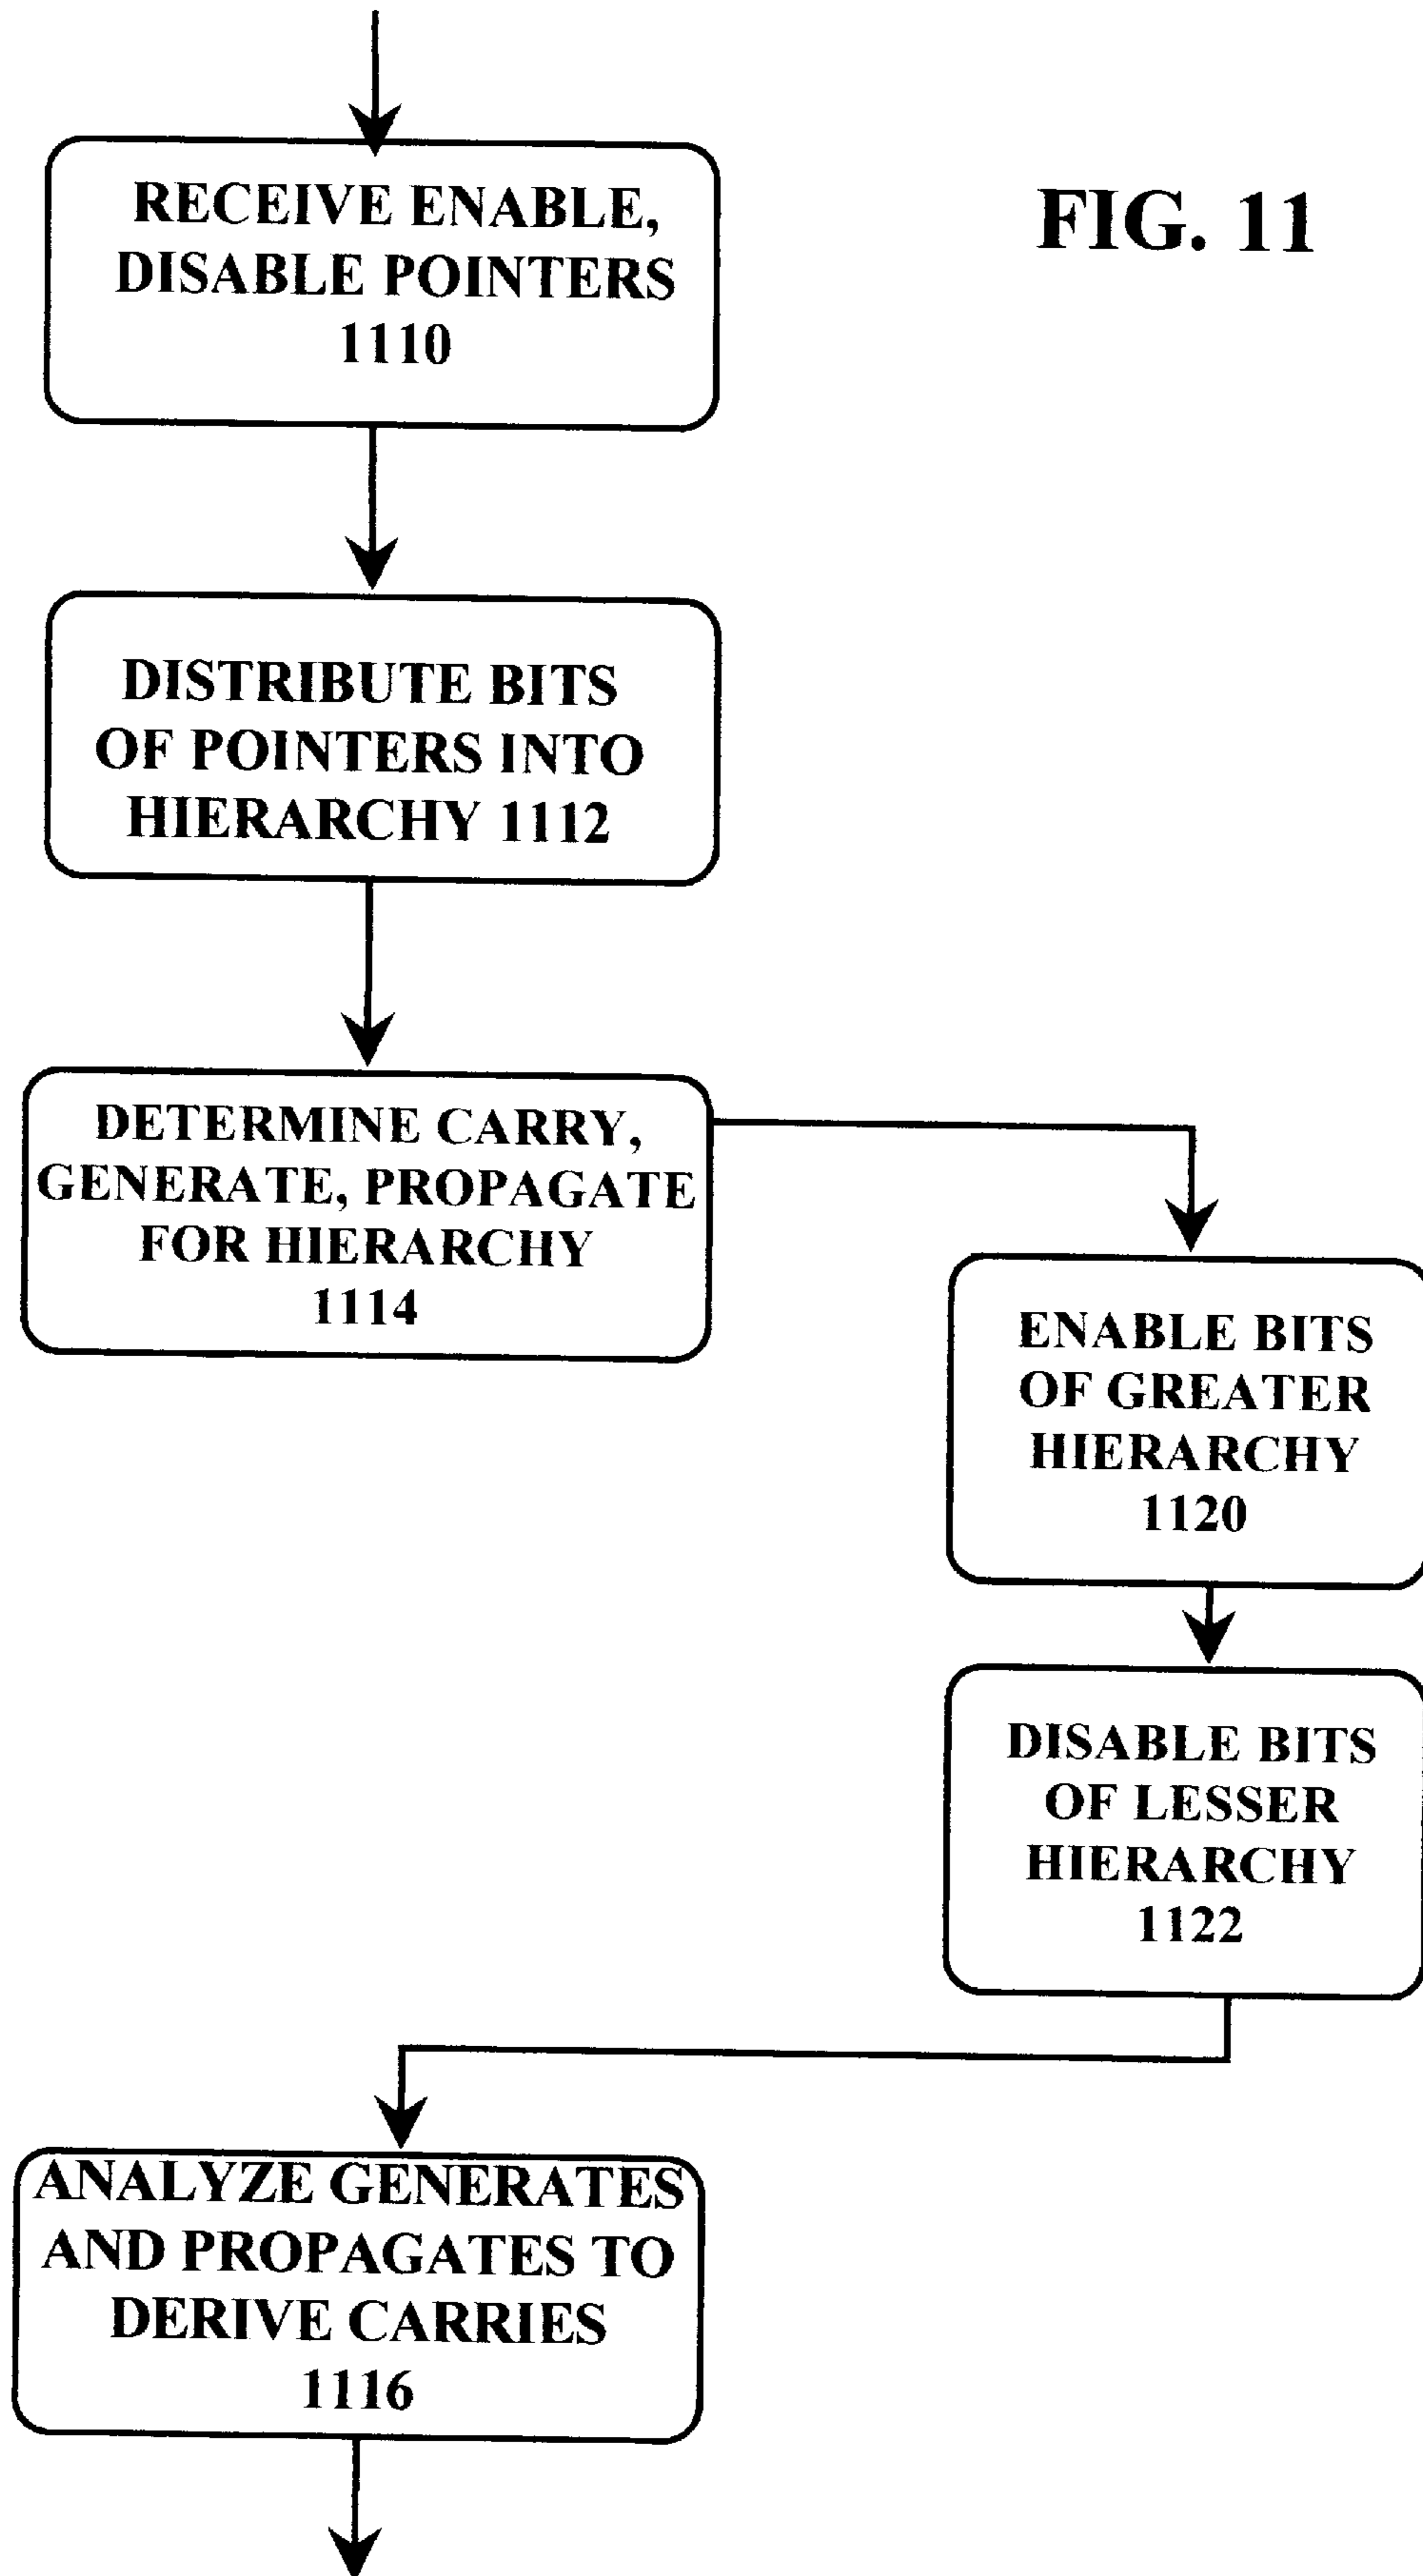 FIG. 11
RECEIVE ENABLE,
DISABLE POINTERS
1110
DISTRIBUTE BITS
OF POINTERS INTO
HIERARCHY 1112
DETERMINE CARRY,
GENERATE, PROPAGATE
FOR HIERARCHY
1114
ENABLE BITS
OF GREATER
HIERARCHY
1120
DISABLE BITS
OF LESSER
HIERARCHY
1122
ANALYZE GENERATES
AND PROPAGATES TO
DERIVE CARRIES
1116